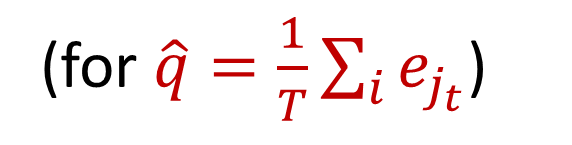 (for q̂ = 1/T ∑ᵢ e_{j_t})